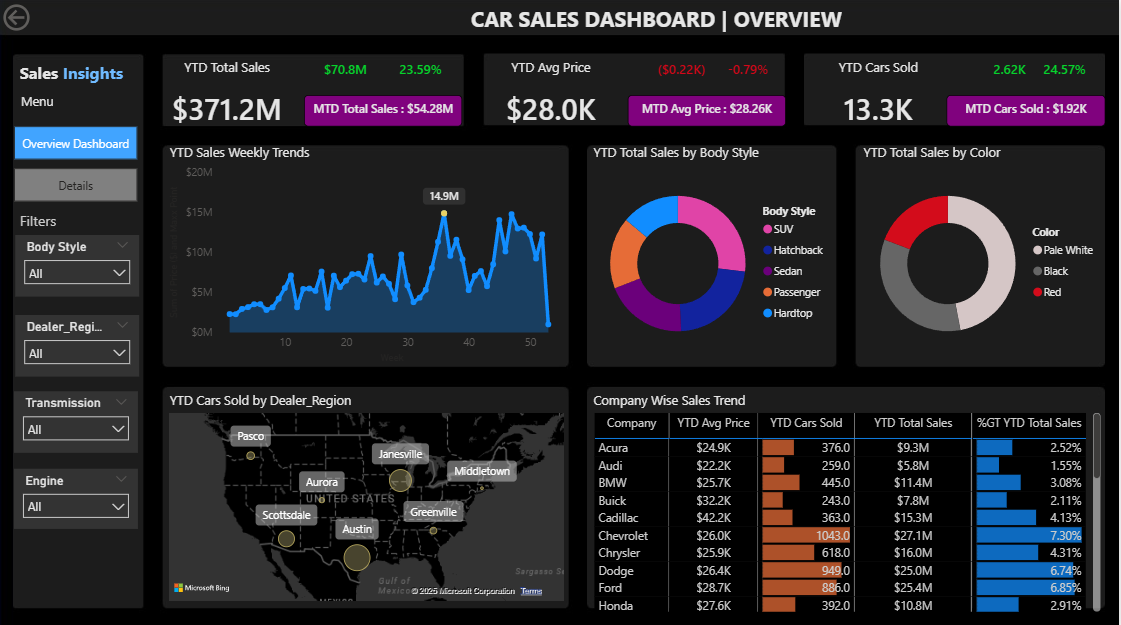 CAR SALES DASHBOARD | OVERVIEW
Sales Insights
Menu
Overview Dashboard
Details
Filters
Body Style
All
Dealer_Regi...
All
Transmission
All
Engine
All
YTD Total Sales
$70.8M
23.59%
$371.2M
MTD Total Sales : $54.28M
YTD Avg Price
($0.22K)
-0.79%
$28.0K
MTD Avg Price : $28.26K
YTD Cars Sold
2.62K
24.57%
13.3K
MTD Cars Sold : $1.92K
YTD Sales Weekly Trends
$20M
$15M
$10M
$5M
$0M
14.9M
10 20 30 40 50
YTD Total Sales by Body Style
Body Style
SUV
Hatchback
Sedan
Passenger
Hardtop
YTD Total Sales by Color
Color
Pale White
Black
Red
YTD Cars Sold by Dealer_Region
Pasco
Janesville
Middletown
Aurora
UNITED STATES
Scottsdale
Greenville
Austin
Gulf of
Mexico
MEXICO
Sargasso Se
Microsoft Bing
© 2025 Microsoft Corporation Terms
Company Wise Sales Trend
Company YTD Avg Price YTD Cars Sold YTD Total Sales %GT YTD Total Sales
Acura $24.9K 376.0 $9.3M 2.52%
Audi $22.2K 259.0 $5.8M 1.55%
BMW $25.7K 445.0 $11.4M 3.08%
Buick $32.2K 243.0 $7.8M 2.11%
Cadillac $42.2K 363.0 $15.3M 4.13%
Chevrolet $26.0K 1043.0 $27.1M 7.30%
Chrysler $25.9K 618.0 $16.0M 4.31%
Dodge $26.4K 949.0 $25.0M 6.74%
Ford $28.7K 886.0 $25.4M 6.85%
Honda $27.6K 392.0 $10.8M 2.91%